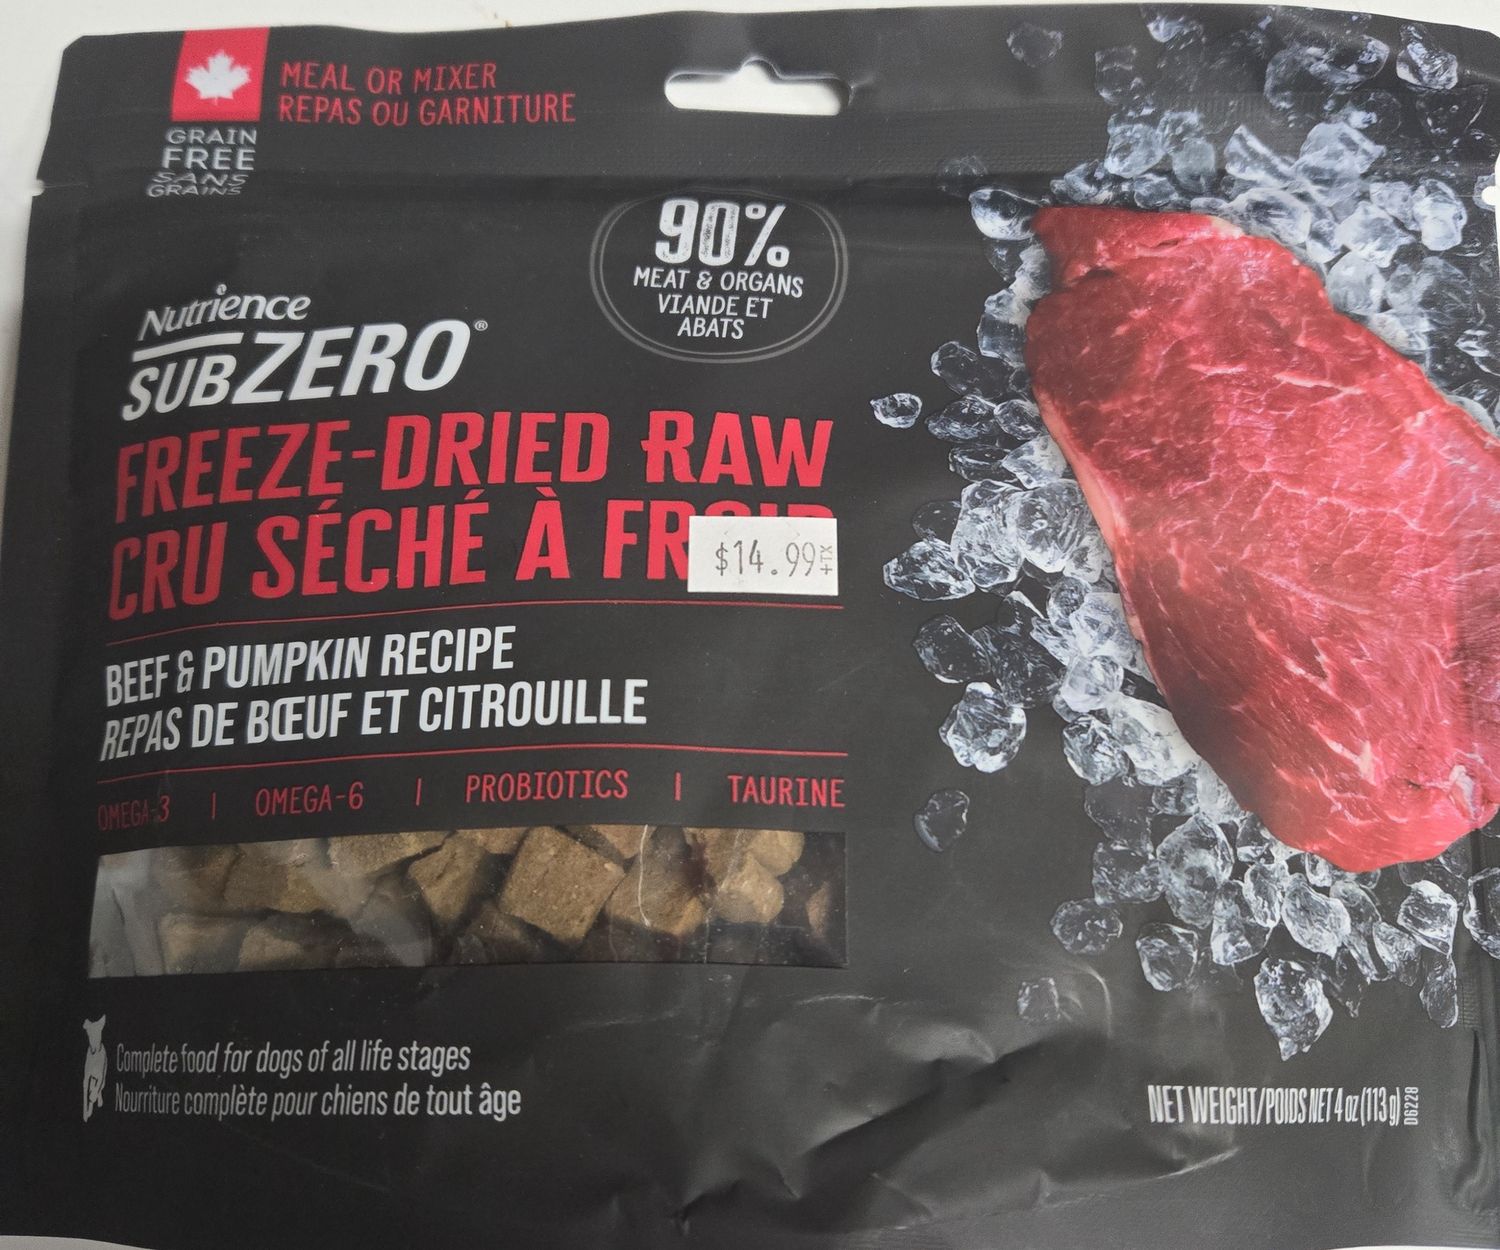 MEAL OR MIXER
REPAS OU GARNITURE
GRAIN
FREE
SANS
GRAINS
90%
MEAT & ORGANS
VIANDE ET
ABATS
Nutrience
SUBZERO®
FREEZE-DRIED RAW
CRU SÉCHÉ À FROID
$14.99+TX
BEEF & PUMPKIN RECIPE
REPAS DE BŒUF ET CITROUILLE
OMEGA-3 | OMEGA-6 | PROBIOTICS | TAURINE
Complete food for dogs of all life stages
Nourriture complète pour chiens de tout âge
NET WEIGHT/POIDS NET 4 oz (113 g)
D6228